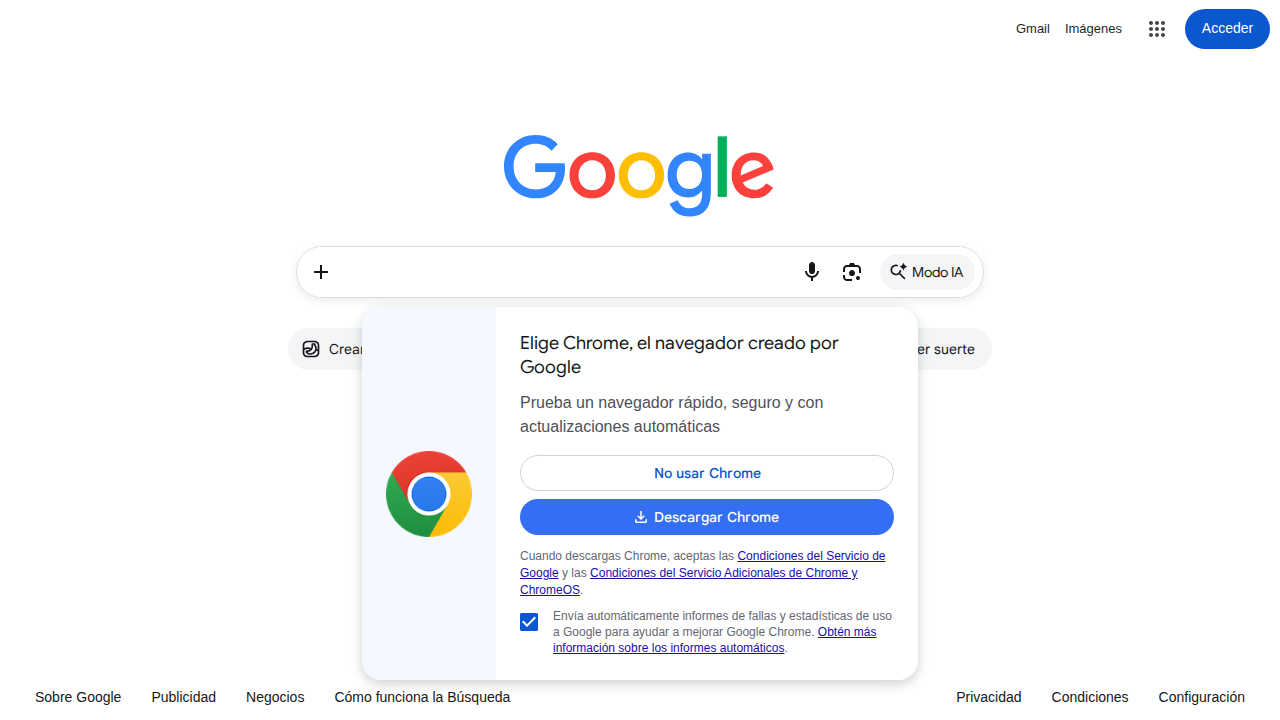 Gmail
Imágenes
Acceder
Google
Modo IA
Elige Chrome, el navegador creado por
Google
Prueba un navegador rápido, seguro y con
actualizaciones automáticas
No usar Chrome
Descargar Chrome
Cuando descargas Chrome, aceptas las Condiciones del Servicio de
Google y las Condiciones del Servicio Adicionales de Chrome y
ChromeOS.
Envía automáticamente informes de fallas y estadísticas de uso
a Google para ayudar a mejorar Google Chrome. Obtén más
información sobre los informes automáticos.
suerte
Sobre Google
Publicidad
Negocios
Cómo funciona la Búsqueda
Privacidad
Condiciones
Configuración